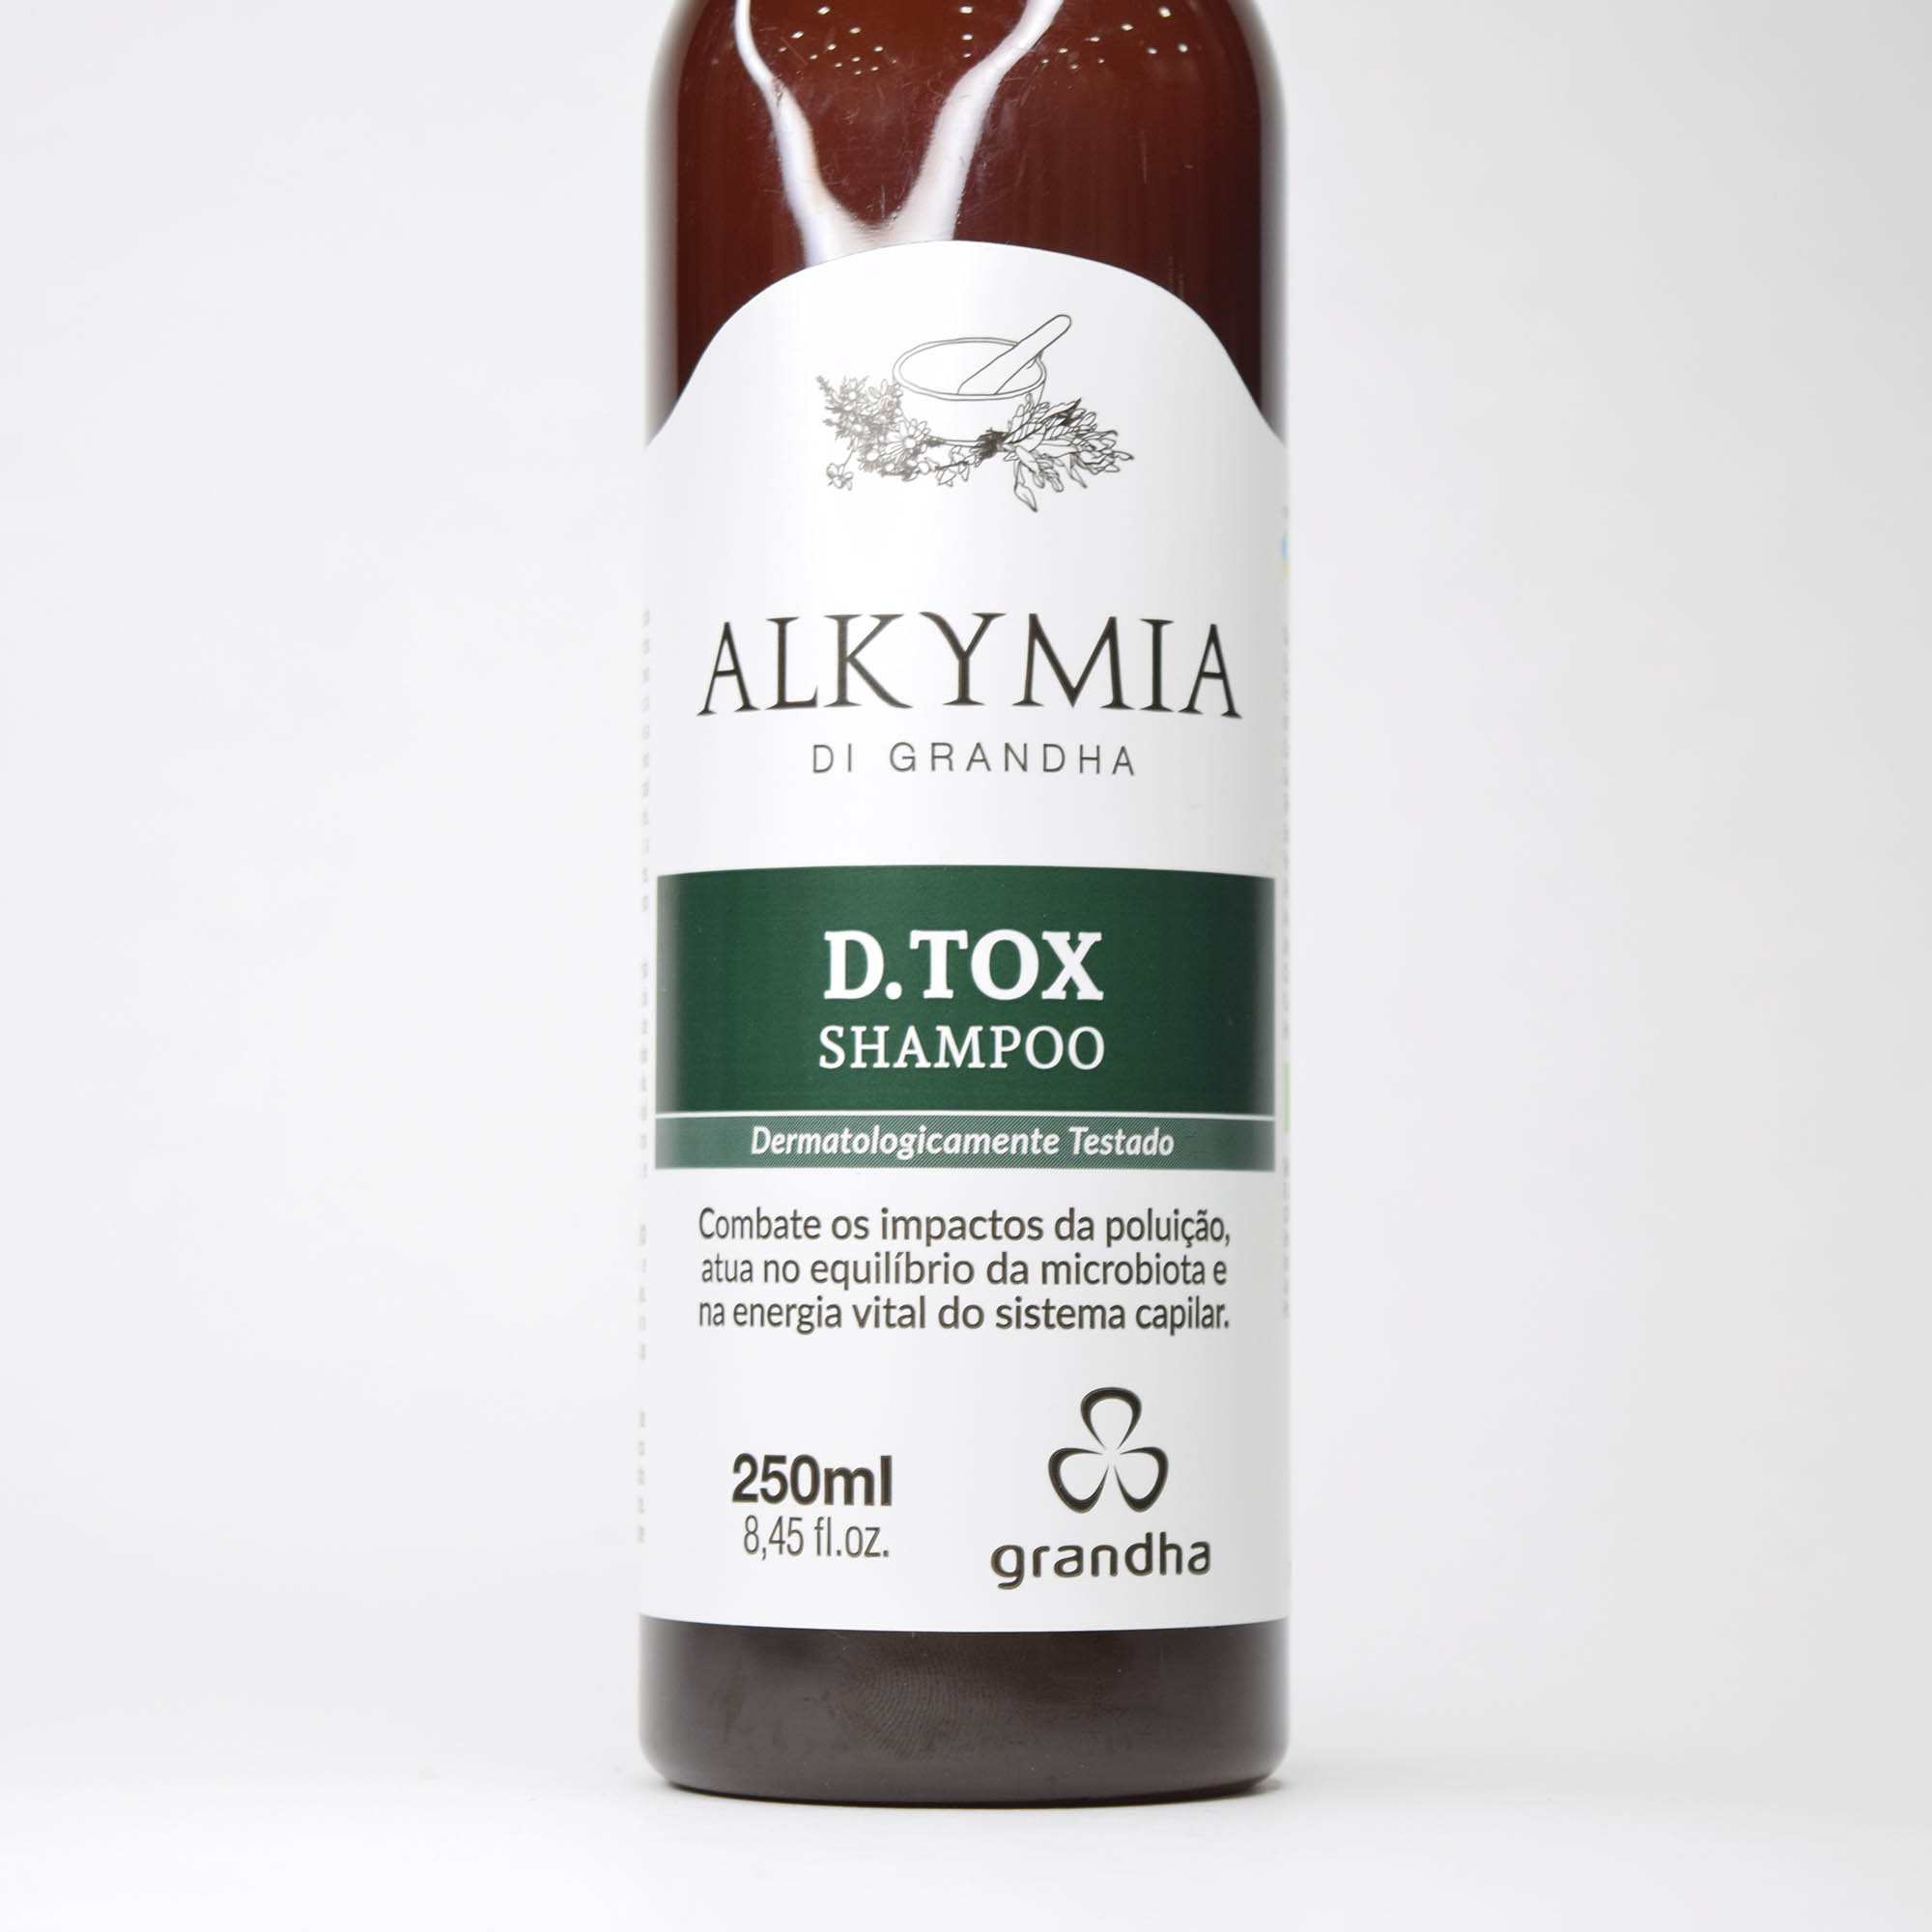 ALKYMIA
DI GRANDHA
D.TOX
SHAMPOO
Dermatologicamente Testado
Combate os impactos da poluição,
atua no equilíbrio da microbiota e
na energia vital do sistema capilar.
250ml
8,45 fl.oz.
grandha